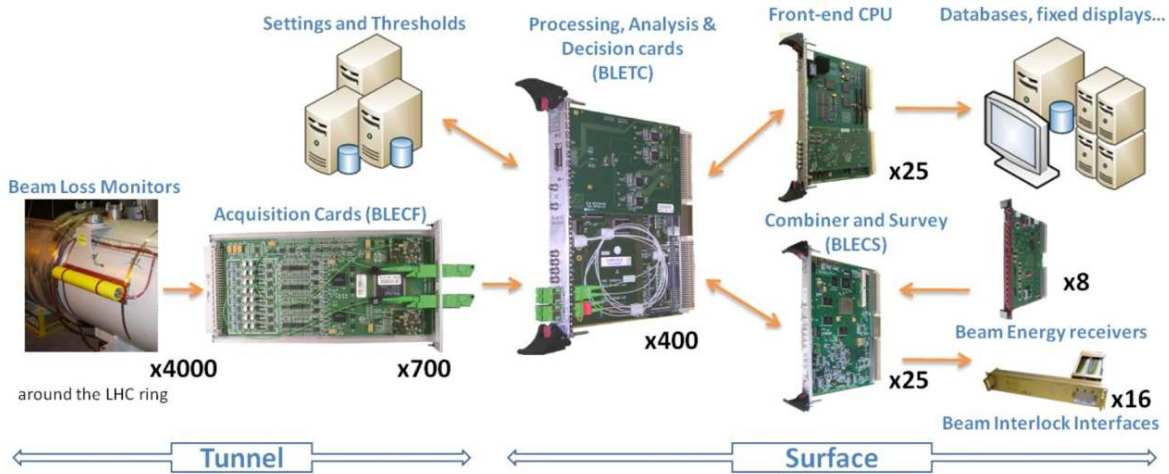 Settings and Thresholds
Processing, Analysis &
Decision cards
(BLETC)
Front-end CPU
Databases, fixed displays...
x25
Beam Loss Monitors
Acquisition Cards (BLECF)
Combiner and Survey
(BLECS)
x8
x400
Beam Energy receivers
x4000
x700
x25
x16
around the LHC ring
Beam Interlock Interfaces
Tunnel
Surface